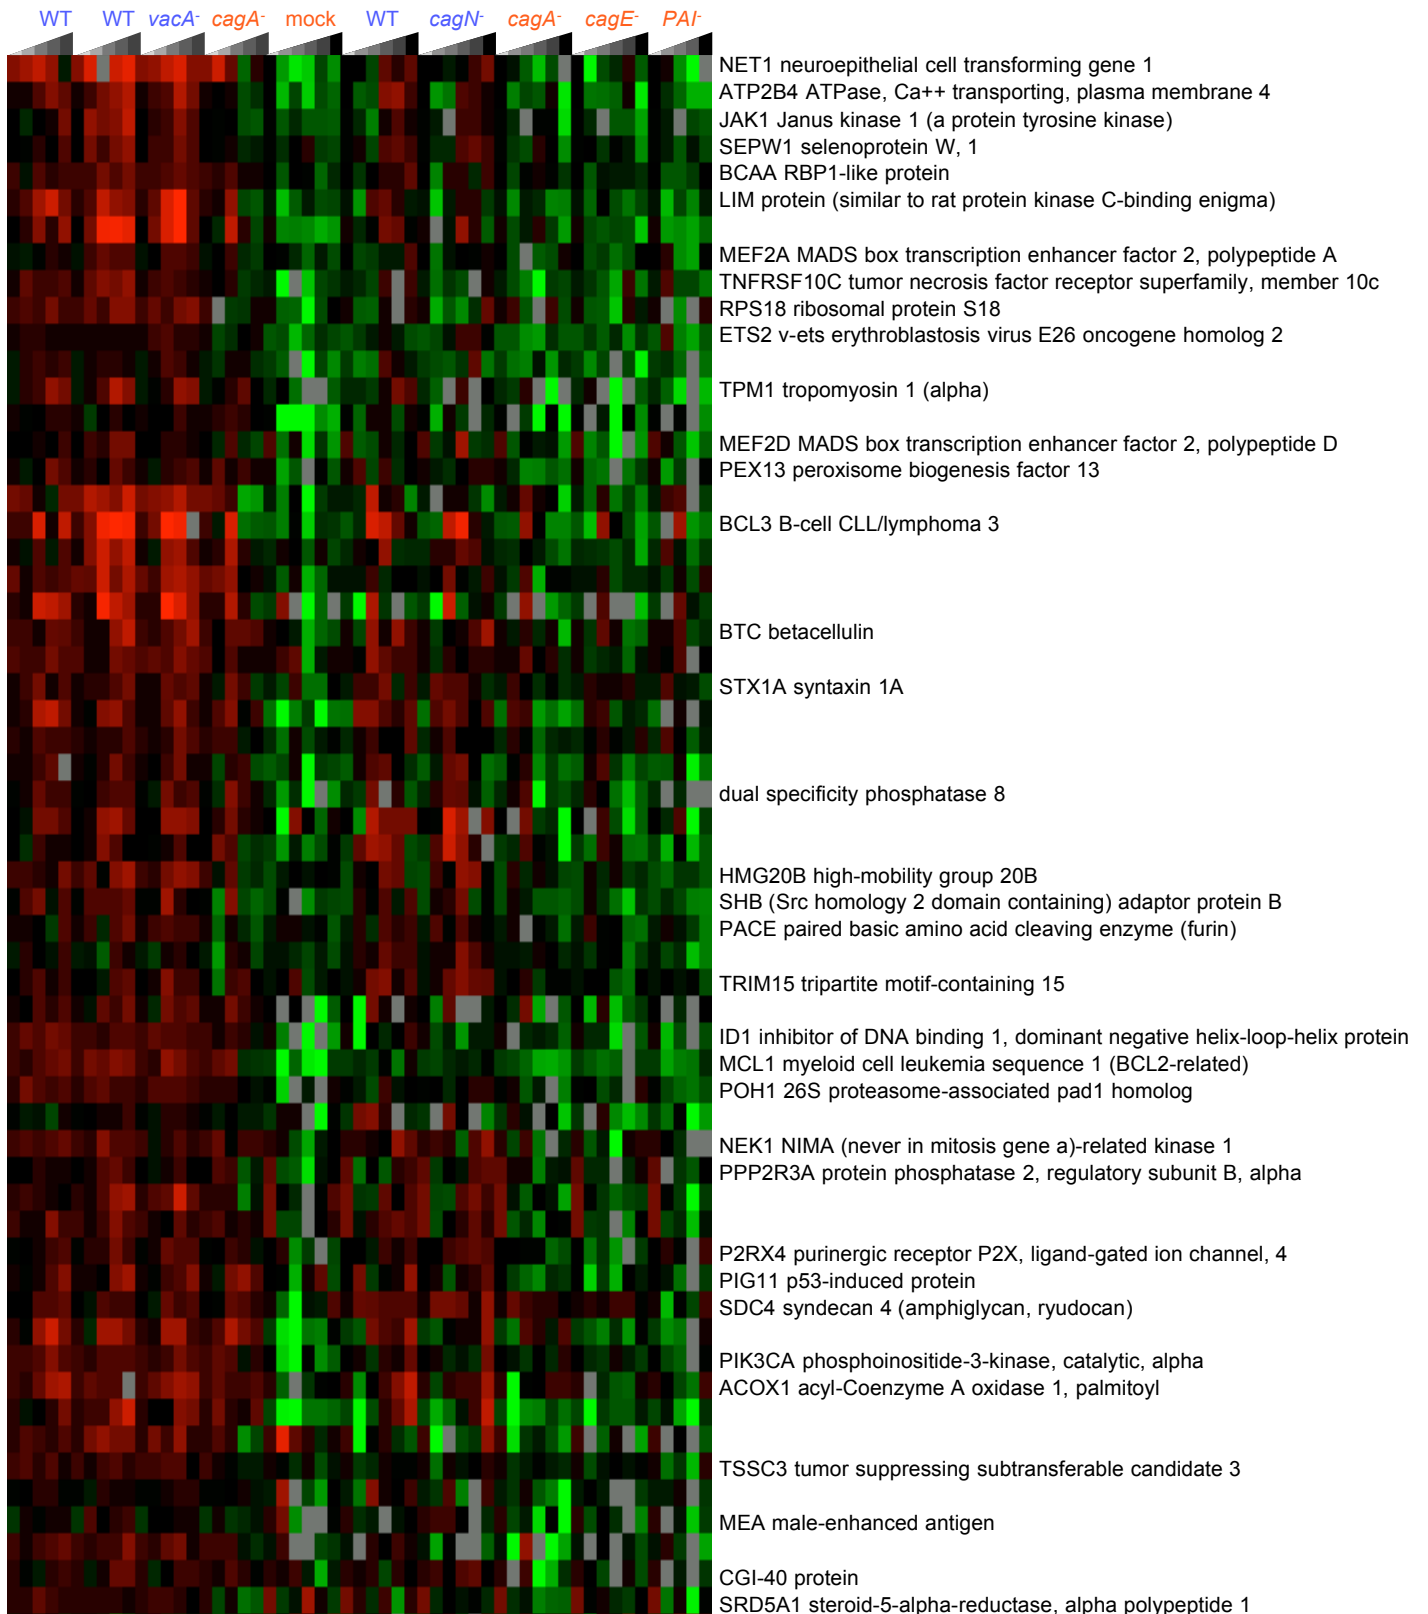 WT WT vacA- cagA- mock WT cagN- cagA- cagE- PAI-
NET1 neuroepithelial cell transforming gene 1
ATP2B4 ATPase, Ca++ transporting, plasma membrane 4
JAK1 Janus kinase 1 (a protein tyrosine kinase)
SEPW1 selenoprotein W, 1
BCAA RBP1-like protein
LIM protein (similar to rat protein kinase C-binding enigma)
MEF2A MADS box transcription enhancer factor 2, polypeptide A
TNFRSF10C tumor necrosis factor receptor superfamily, member 10c
RPS18 ribosomal protein S18
ETS2 v-ets erythroblastosis virus E26 oncogene homolog 2
TPM1 tropomyosin 1 (alpha)
MEF2D MADS box transcription enhancer factor 2, polypeptide D
PEX13 peroxisome biogenesis factor 13
BCL3 B-cell CLL/lymphoma 3
BTC betacellulin
STX1A syntaxin 1A
dual specificity phosphatase 8
HMG20B high-mobility group 20B
SHB (Src homology 2 domain containing) adaptor protein B
PACE paired basic amino acid cleaving enzyme (furin)
TRIM15 tripartite motif-containing 15
ID1 inhibitor of DNA binding 1, dominant negative helix-loop-helix protein
MCL1 myeloid cell leukemia sequence 1 (BCL2-related)
POH1 26S proteasome-associated pad1 homolog
NEK1 NIMA (never in mitosis gene a)-related kinase 1
PPP2R3A protein phosphatase 2, regulatory subunit B, alpha
P2RX4 purinergic receptor P2X, ligand-gated ion channel, 4
PIG11 p53-induced protein
SDC4 syndecan 4 (amphiglycan, ryudocan)
PIK3CA phosphoinositide-3-kinase, catalytic, alpha
ACOX1 acyl-Coenzyme A oxidase 1, palmitoyl
TSSC3 tumor suppressing subtransferable candidate 3
MEA male-enhanced antigen
CGI-40 protein
SRD5A1 steroid-5-alpha-reductase, alpha polypeptide 1